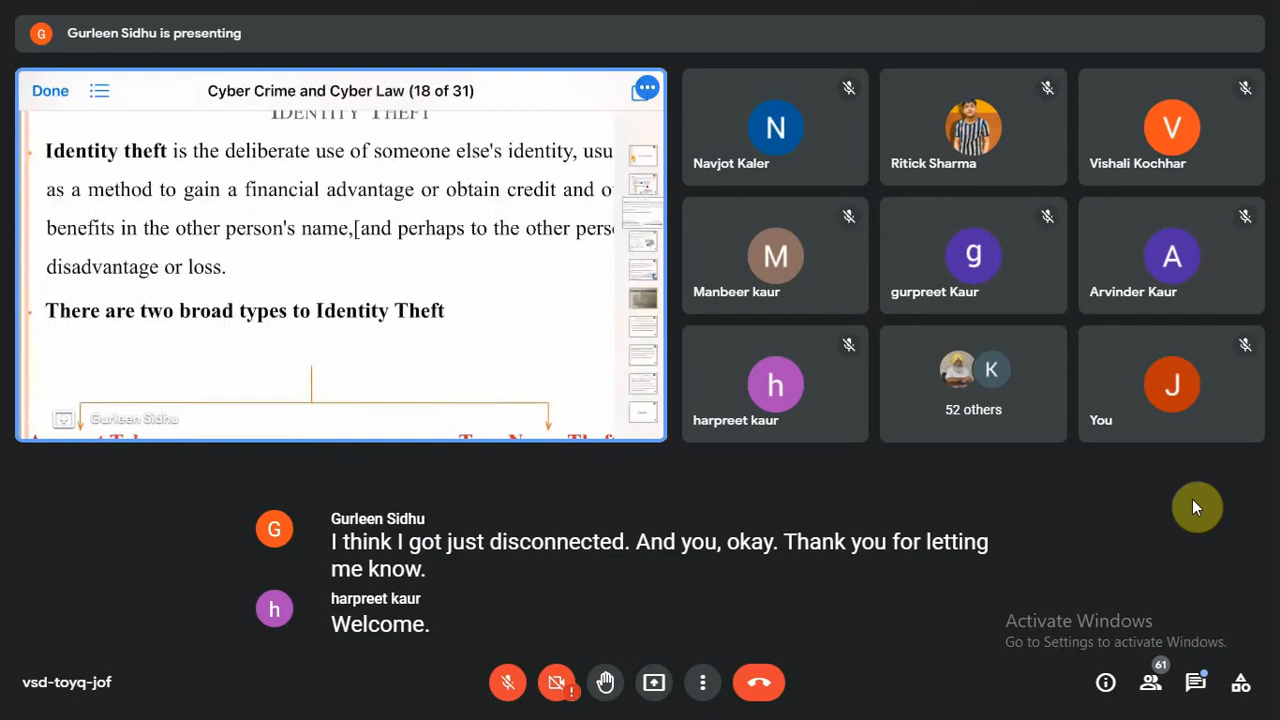 G Gurleen Sidhu is presenting
Done
Cyber Crime and Cyber Law (18 of 31)
IDENTITY THEFT
Identity theft is the deliberate use of someone else's identity, usu
as a method to gain a financial advantage or obtain credit and o
benefits in the other person's name,[and perhaps to the other perso
disadvantage or loss.
There are two broad types to Identity Theft
Gurleen Sidhu
N
Navjot Kaler
Ritick Sharma
V
Vishali Kochhar
M
Manbeer kaur
g
gurpreet Kaur
A
Arvinder Kaur
h
harpreet kaur
K
52 others
J
You
G
Gurleen Sidhu
I think I got just disconnected. And you, okay. Thank you for letting
me know.
h
harpreet kaur
Welcome.
Activate Windows
Go to Settings to activate Windows.
vsd-toyq-jof
61